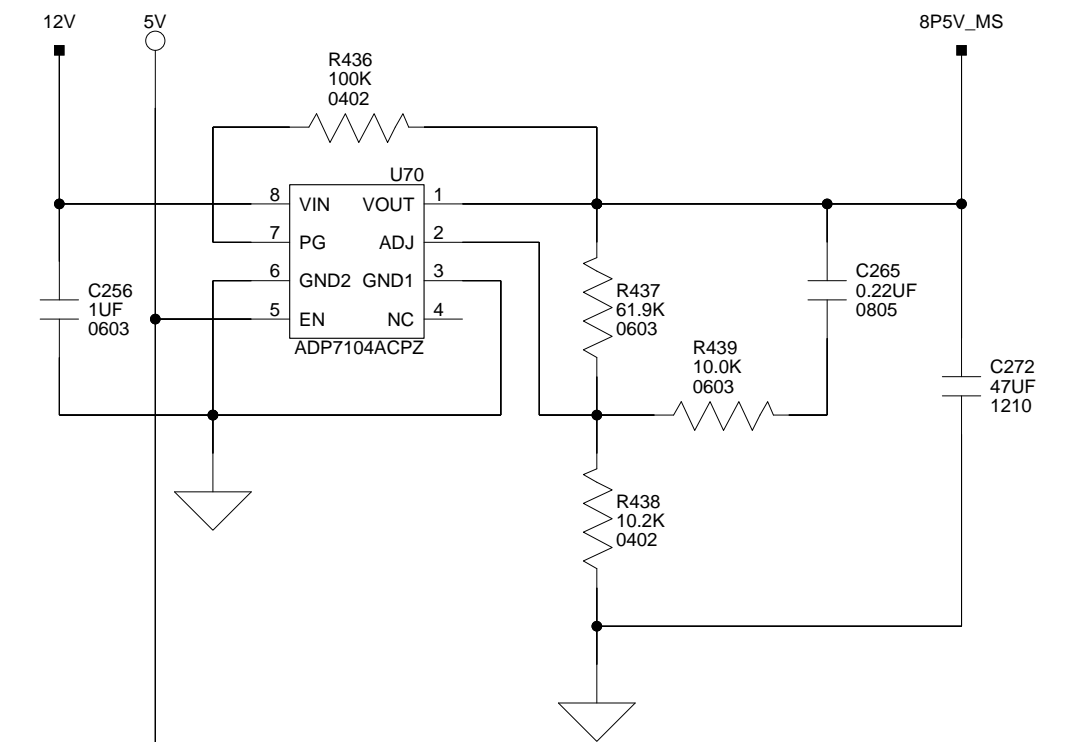 12V
5V
8P5V_MS
R436
100K
0402
U70
8
VIN
VOUT
1
7
PG
ADJ
2
6
GND2
GND1
3
5
EN
NC
4
ADP7104ACPZ
C256
1UF
0603
R437
61.9K
0603
C265
0.22UF
0805
R439
10.0K
0603
C272
47UF
1210
R438
10.2K
0402